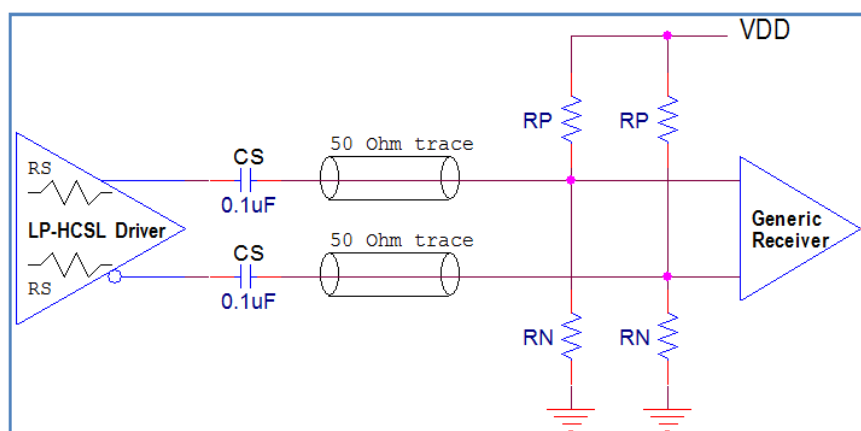 VDD
RP
RP
50 Ohm trace
CS
RS
0.1uF
LP-HCSL Driver
Generic
Receiver
50 Ohm trace
CS
RS
0.1uF
RN
RN